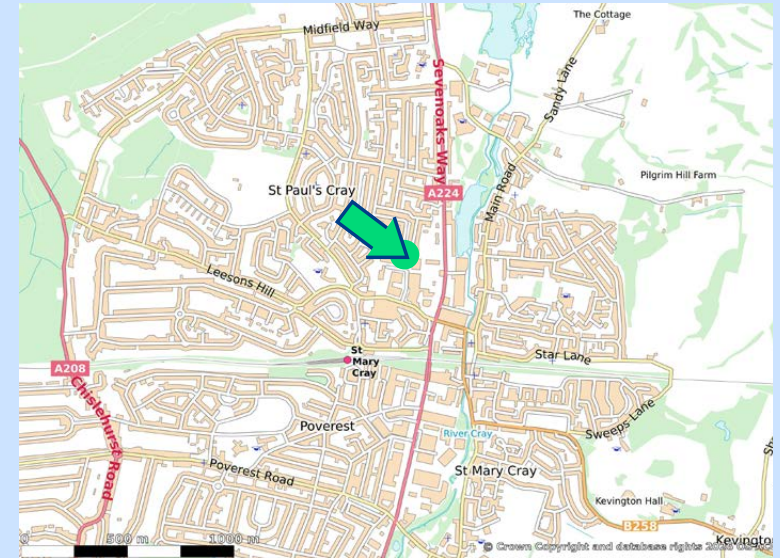 Midfield Way
The Cottage
Sevenoaks Way
Sandy Lane
Pilgrim Hill Farm
St Paul's Cray
A224
Main Road
Leesons Hill
St
Mary
Cray
Star Lane
A208
Chislehurst Road
Poverest
Sweeps Lane
River Cray
Poverest Road
St Mary Cray
Kevington Hall
B258
Kevingto
500 m
1000 m
© Crown Copyright and database rights